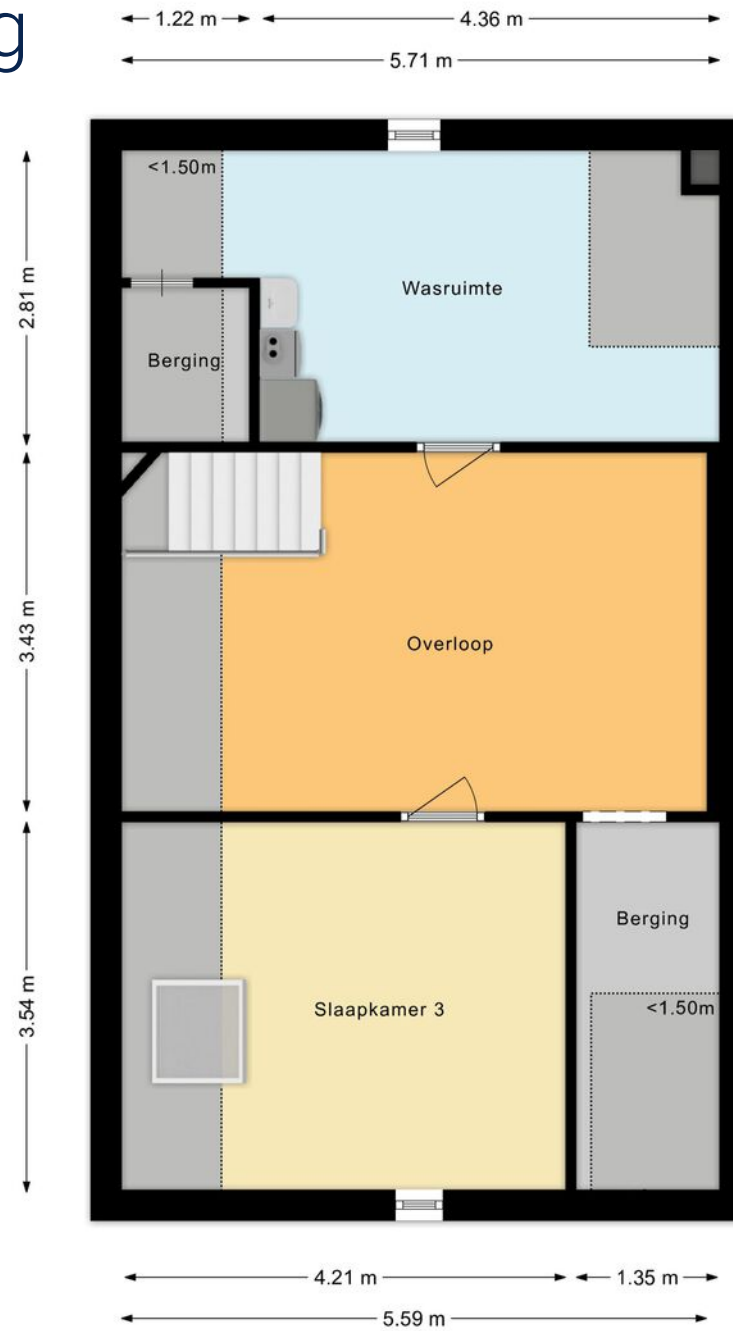 g
1.22 m
4.36 m
5.71 m
<1.50m
2.81 m
Wasruimte
Berging
3.43 m
Overloop
Berging
3.54 m
Slaapkamer 3
<1.50m
4.21 m
1.35 m
5.59 m